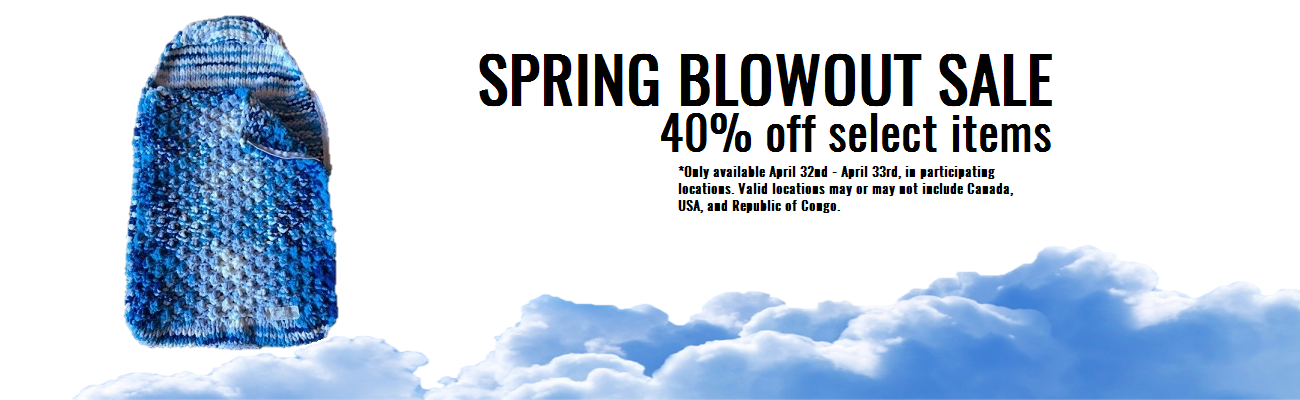 SPRING BLOWOUT SALE
40% off select items
*Only available April 32nd - April 33rd, in participating
locations. Valid locations may or may not include Canada,
USA, and Republic of Congo.